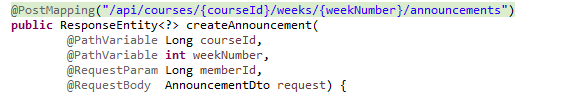 @PostMapping("/api/courses/{courseId}/weeks/{weekNumber}/announcements")
public ResponseEntity<?> createAnnouncement(
        @PathVariable Long courseId,
        @PathVariable int weekNumber,
        @RequestParam Long memberId,
        @RequestBody  AnnouncementDto request) {